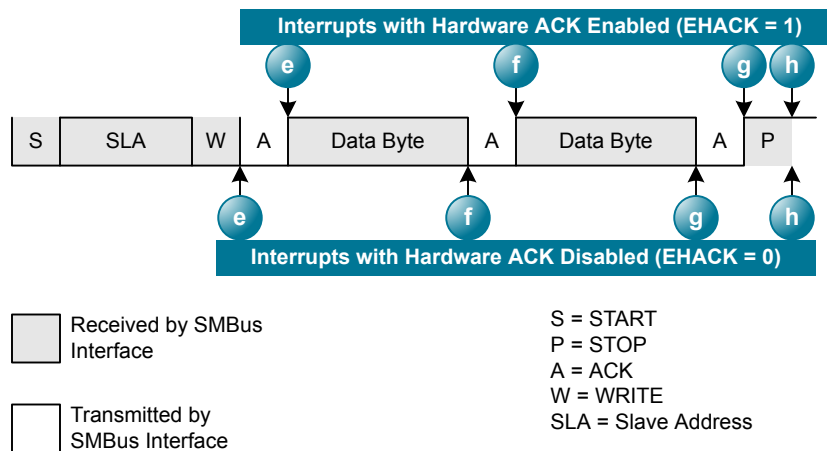 Interrupts with Hardware ACK Enabled (EHACK = 1)
e f g h
S SLA W A Data Byte A Data Byte A P
e f g h
Interrupts with Hardware ACK Disabled (EHACK = 0)
Received by SMBus
Interface
Transmitted by
SMBus Interface
S = START
P = STOP
A = ACK
W = WRITE
SLA = Slave Address